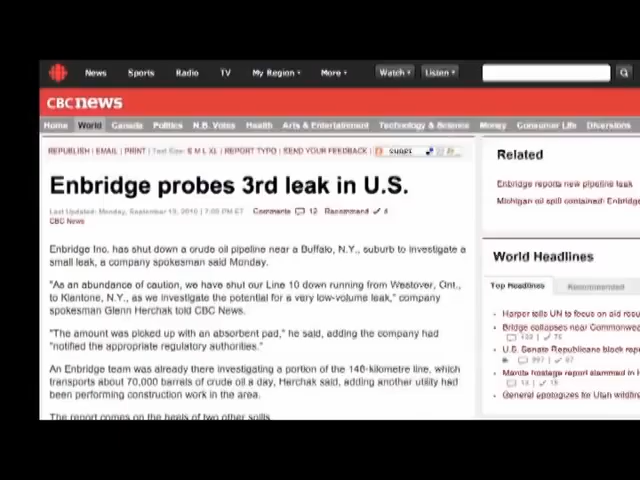 News Sports Radio TV My Region More Watch Listen
CBCnews
Home World Canada Politics N.B. Votes Health Arts & Entertainment Technology & Science Money Consumer Life Diversions
REPUBLISH | EMAIL | PRINT | Text Size: S M L XL | REPORT TYPO | SEND YOUR FEEDBACK | SHARE
Enbridge probes 3rd leak in U.S.
Last Updated: Monday, September | 7:05 PM ET Comments 12 Recommend 4
CBC News
Enbridge Inc. has shut down a crude oil pipeline near a Buffalo, N.Y., suburb to investigate a
small leak, a company spokesman said Monday.
"As an abundance of caution, we have shut our Line 10 down running from Westover, Ont.,
to Kiantone, N.Y., as we investigate the potential for a very low-volume leak," company
spokesman Glenn Herchak told CBC News.
"The amount was picked up with an absorbent pad," he said, adding the company had
"notified the appropriate regulatory authorities."
An Enbridge team was already there investigating a portion of the 140-kilometre line, which
transports about 70,000 barrels of crude oil a day, Herchak said, adding another utility had
been performing construction work in the area.
The report comes on the heels of two other spills
Related
Enbridge reports new pipeline leak
Michigan oil spill contained: Enbridge
World Headlines
Top Headlines Recommended
Harper tells UN to focus on aid resu
Bridge collapses near Commonwea
U.S. Senate Republicans block repe
Manila hostage report slammed in H
General apologizes for Utah wildfire